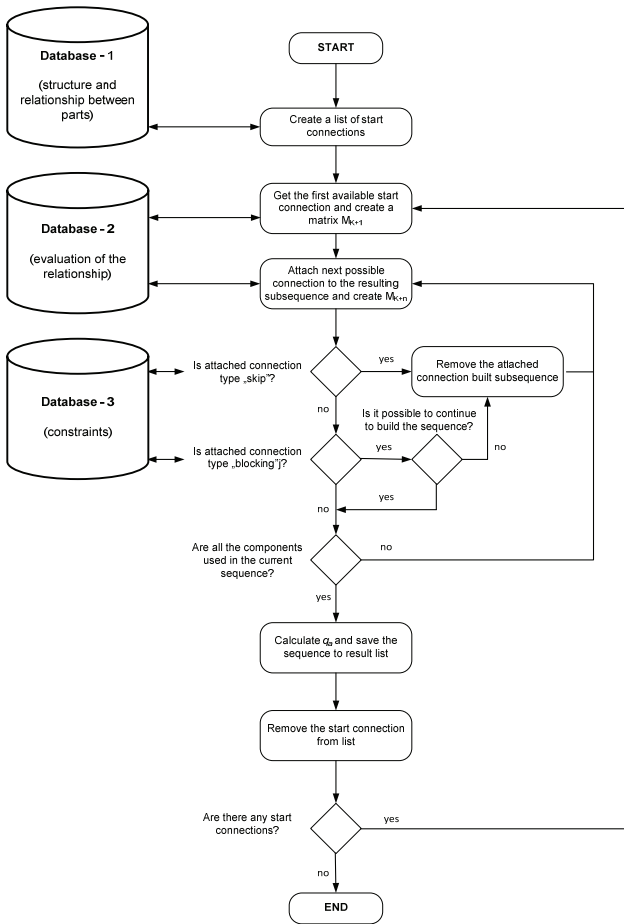 Database - 1
(structure and
relationship between
parts)
START
Create a list of start
connections
Get the first available start
connection and create a
matrix MK+1
Database - 2
(evaluation of the
relationship)
Attach next possible
connection to the resulting
subsequence and create MK+n
Database - 3
(constraints)
Is attached connection
type „skip”?
yes
Remove the attached
connection built subsequence
no
Is it possible to continue
to build the sequence?
Is attached connection
type „blocking”j?
yes
no
yes
no
Are all the components
used in the current
sequence?
no
yes
Calculate qa and save the
sequence to result list
Remove the start connection
from list
Are there any start
connections?
yes
no
END